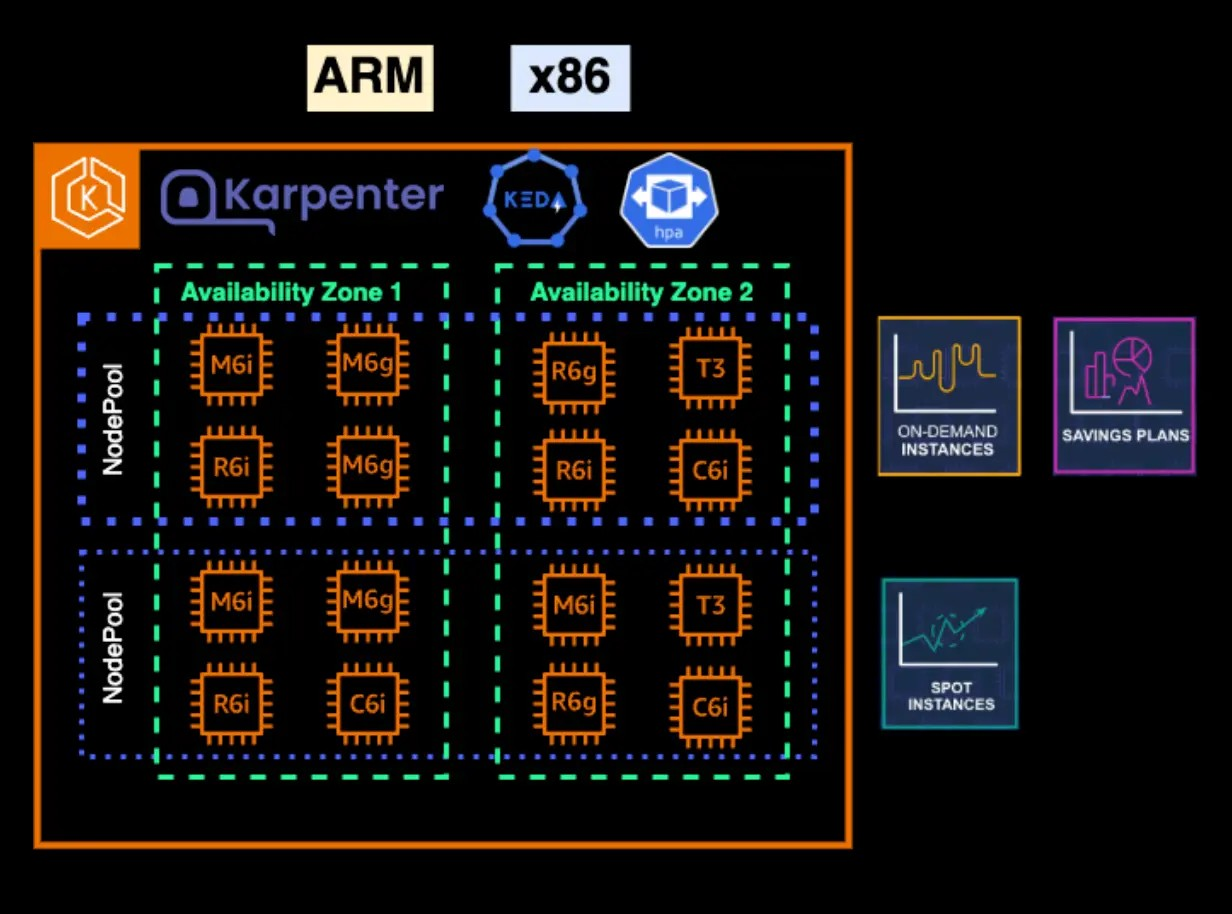 ARM
x86
K
Karpenter
KEDA
hpa
Availability Zone 1
Availability Zone 2
NodePool
M6i
M6g
R6g
T3
R6i
M6g
R6i
C6i
ON-DEMAND
INSTANCES
SAVINGS PLANS
NodePool
M6i
M6g
M6i
T3
R6i
C6i
R6g
C6i
SPOT
INSTANCES